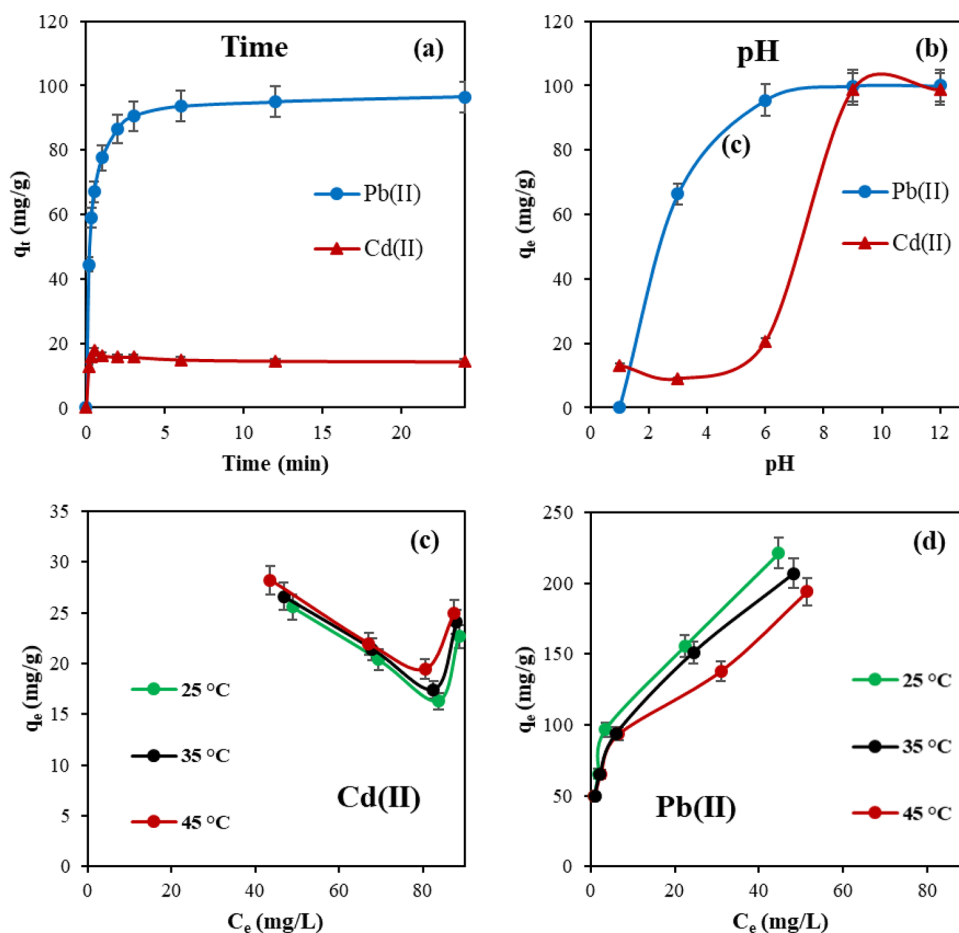 Time
(a)
120
100
80
60
40
20
0
qt (mg/g)
Pb(II)
Cd(II)
0
5
10
15
20
Time (min)
pH
(b)
120
100
80
60
40
20
0
qe (mg/g)
(c)
Pb(II)
Cd(II)
0
2
4
6
8
10
12
pH
(c)
35
30
25
20
15
10
5
0
qe (mg/g)
25 °C
35 °C
45 °C
Cd(II)
0
20
40
60
80
Ce (mg/L)
(d)
250
200
150
100
50
0
qe (mg/g)
25 °C
35 °C
45 °C
Pb(II)
0
20
40
60
80
Ce (mg/L)